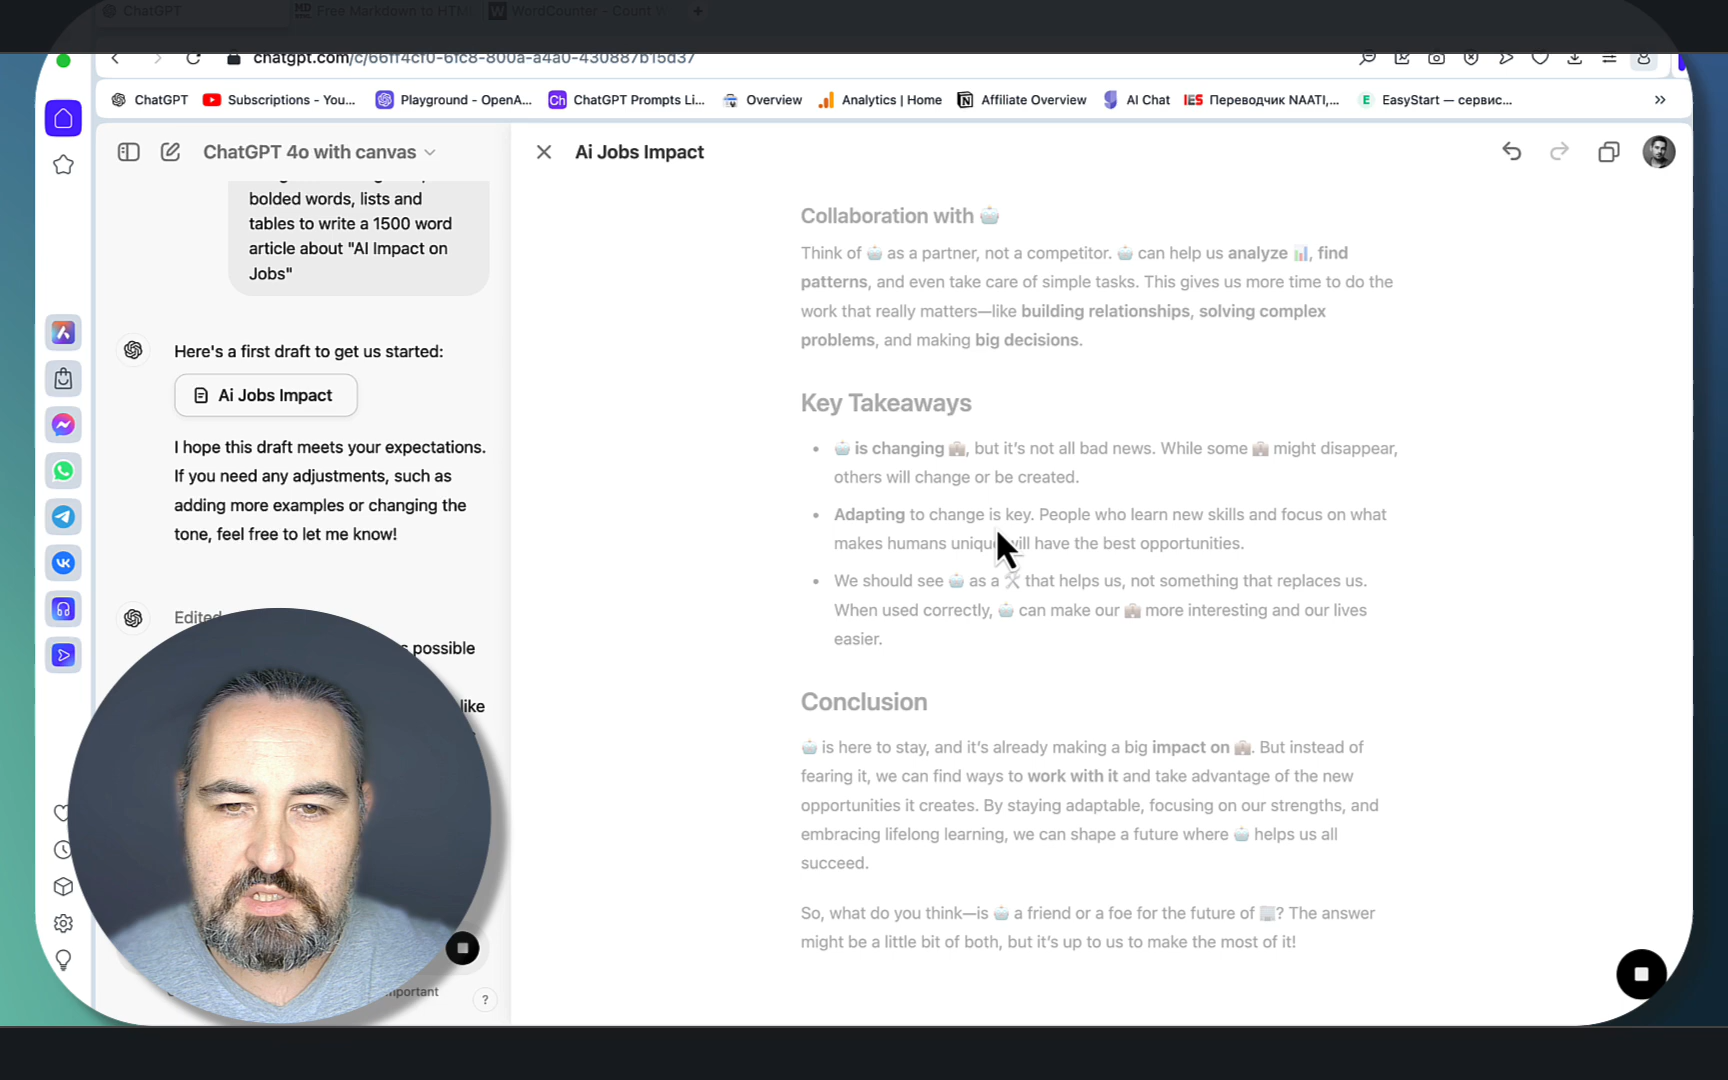 ChatGPT
Free Markdown to HTM
WordCounter - Count W
chatgpt.com/c/66ff4cf0-6fc8-800a-a4a0-430887b15d37
ChatGPT
Subscriptions - You...
Playground - OpenA...
ChatGPT Prompts Li...
Overview
Analytics | Home
Affiliate Overview
AI Chat
Переводчик NAATI,...
EasyStart — сервис...
ChatGPT 4o with canvas
Ai Jobs Impact
bolded words, lists and
tables to write a 1500 word
article about "AI Impact on
Jobs"
Here's a first draft to get us started:
Ai Jobs Impact
I hope this draft meets your expectations.
If you need any adjustments, such as
adding more examples or changing the
tone, feel free to let me know!
Edited
possible
like
?
Collaboration with 🤖
Think of 🤖 as a partner, not a competitor. 🤖 can help us analyze 📊, find
patterns, and even take care of simple tasks. This gives us more time to do the
work that really matters—like building relationships, solving complex
problems, and making big decisions.
Key Takeaways
• 🤖 is changing 💼, but it's not all bad news. While some 💼 might disappear,
others will change or be created.
• Adapting to change is key. People who learn new skills and focus on what
makes humans unique will have the best opportunities.
• We should see 🤖 as a 🛠 that helps us, not something that replaces us.
When used correctly, 🤖 can make our 💼 more interesting and our lives
easier.
Conclusion
🤖 is here to stay, and it's already making a big impact on 💼. But instead of
fearing it, we can find ways to work with it and take advantage of the new
opportunities it creates. By staying adaptable, focusing on our strengths, and
embracing lifelong learning, we can shape a future where 🤖 helps us all
succeed.
So, what do you think—is 🤖 a friend or a foe for the future of 🏢? The answer
might be a little bit of both, but it's up to us to make the most of it!